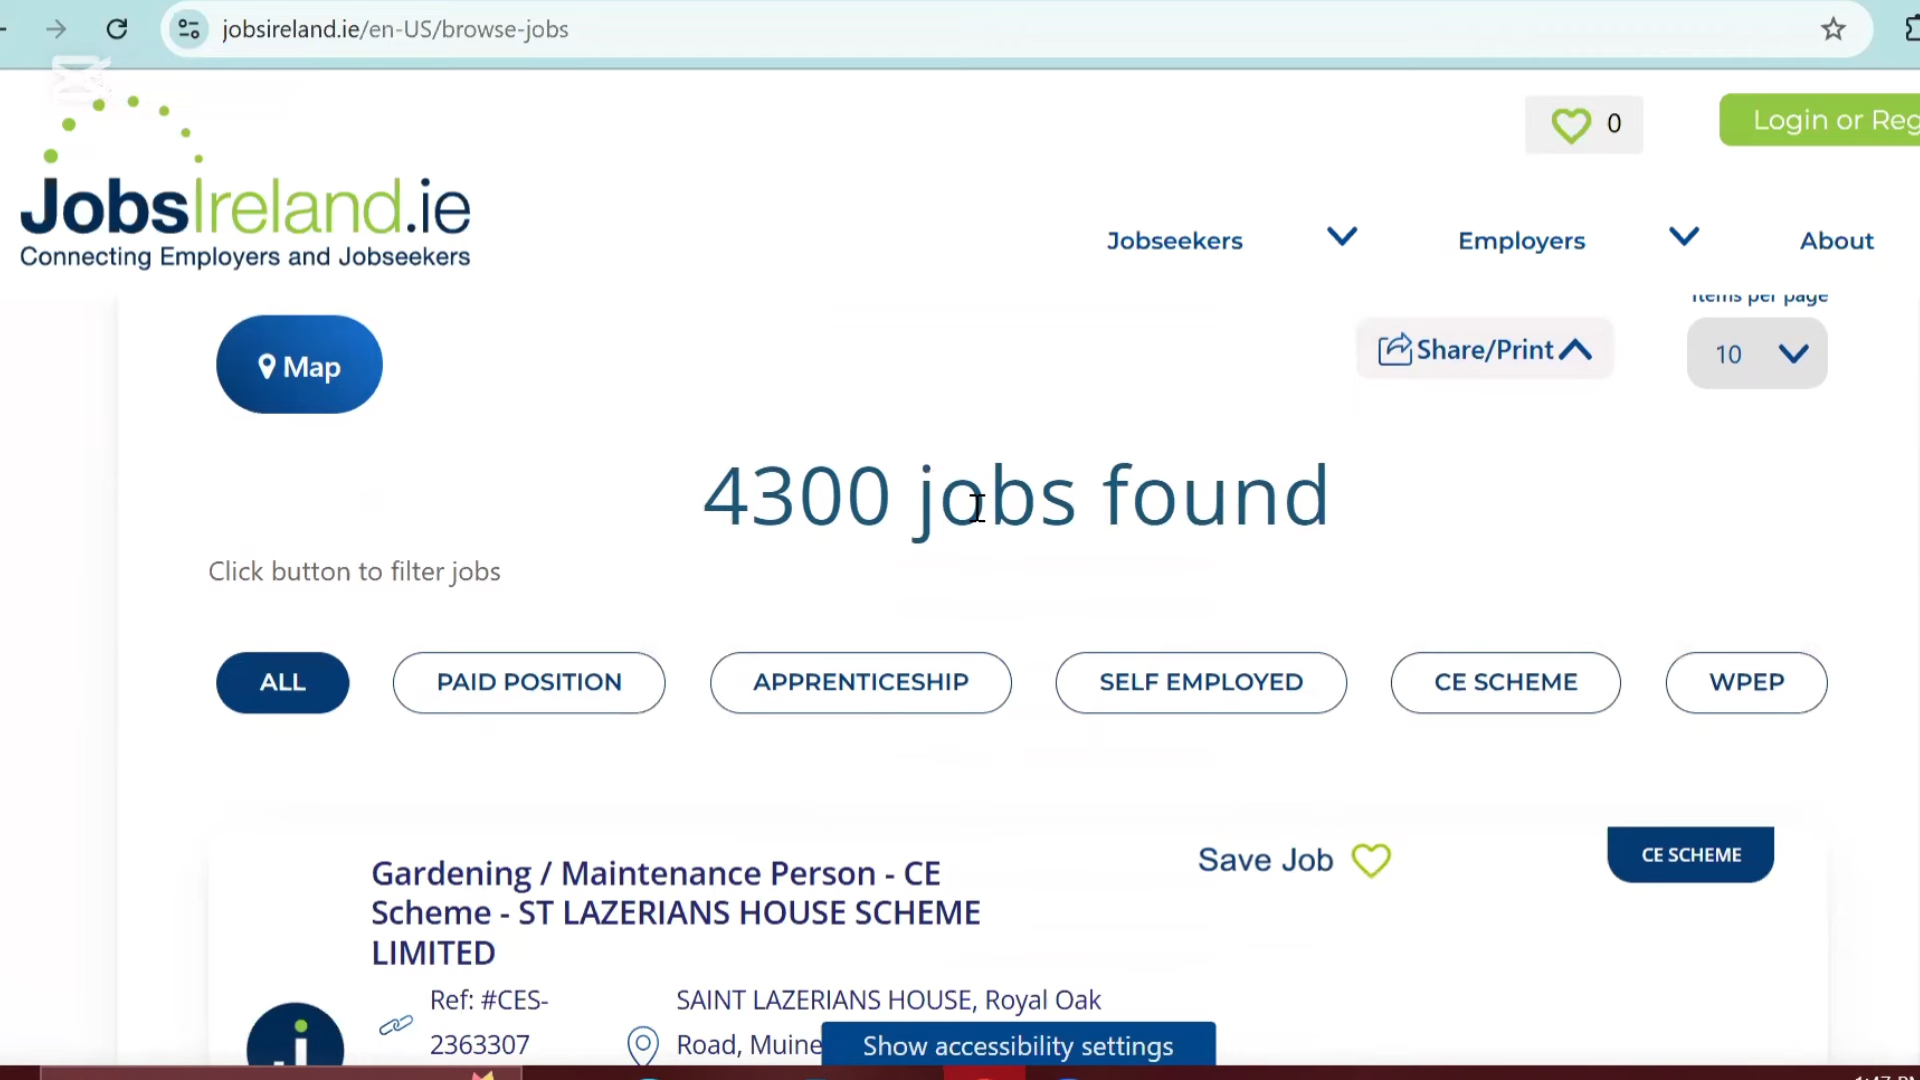 jobsireland.ie/en-US/browse-jobs
0
Login or Reg
JobsIreland.ie
Connecting Employers and Jobseekers
Jobseekers
Employers
About
Items per page
Map
Share/Print
10
4300 jobs found
Click button to filter jobs
ALL
PAID POSITION
APPRENTICESHIP
SELF EMPLOYED
CE SCHEME
WPEP
Gardening / Maintenance Person - CE
Scheme - ST LAZERIANS HOUSE SCHEME
LIMITED
Save Job
CE SCHEME
Ref: #CES-
2363307
SAINT LAZERIANS HOUSE, Royal Oak
Road, Muine
Show accessibility settings